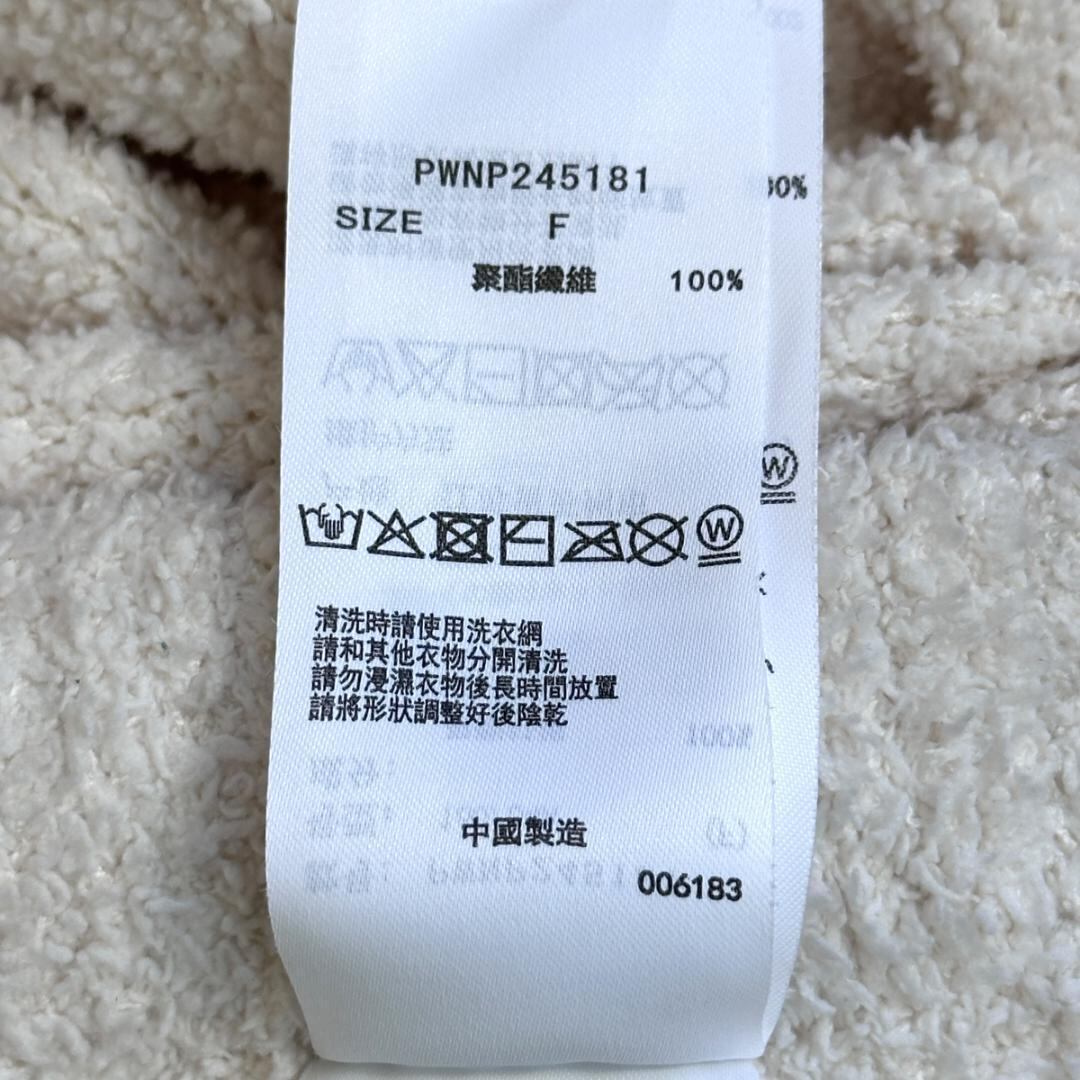 PWNP245181
SIZE F
聚酯纖維 100%
清洗時請使用洗衣網
請和其他衣物分開清洗
請勿浸濕衣物後長時間放置
請將形狀調整好後陰乾
中國製造
006183